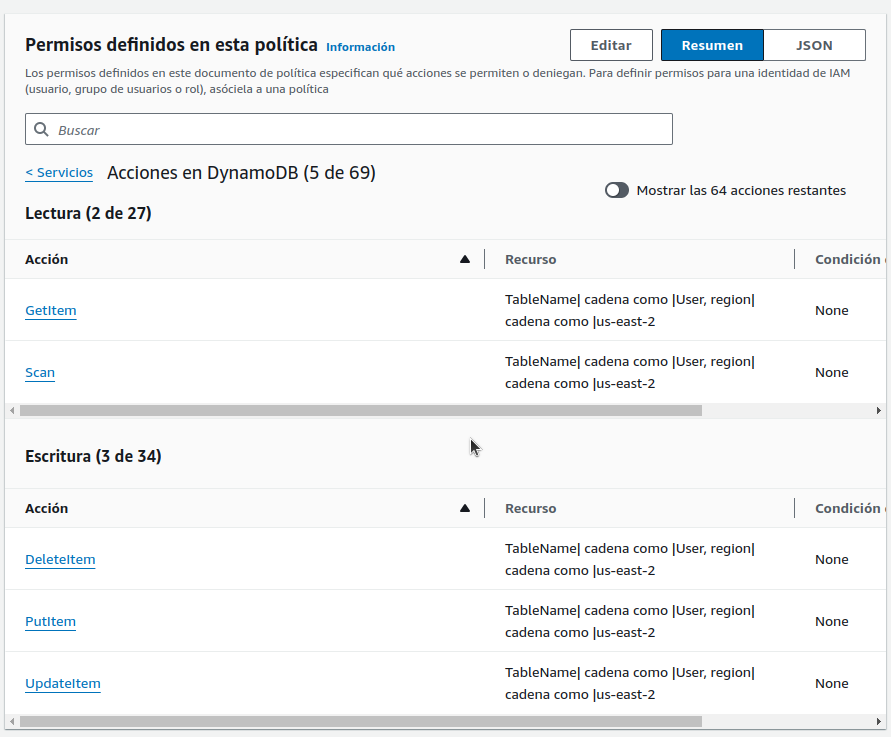 Permisos definidos en esta política Información
Editar
Resumen
JSON
Los permisos definidos en este documento de política especifican qué acciones se permiten o deniegan. Para definir permisos para una identidad de IAM
(usuario, grupo de usuarios o rol), asóciela a una política
Buscar
< Servicios Acciones en DynamoDB (5 de 69)
Mostrar las 64 acciones restantes
Lectura (2 de 27)
Acción Recurso Condición
GetItem TableName| cadena como |User, region| None
cadena como |us-east-2
Scan TableName| cadena como |User, region| None
cadena como |us-east-2
Escritura (3 de 34)
Acción Recurso Condición
DeleteItem TableName| cadena como |User, region| None
cadena como |us-east-2
PutItem TableName| cadena como |User, region| None
cadena como |us-east-2
UpdateItem TableName| cadena como |User, region| None
cadena como |us-east-2